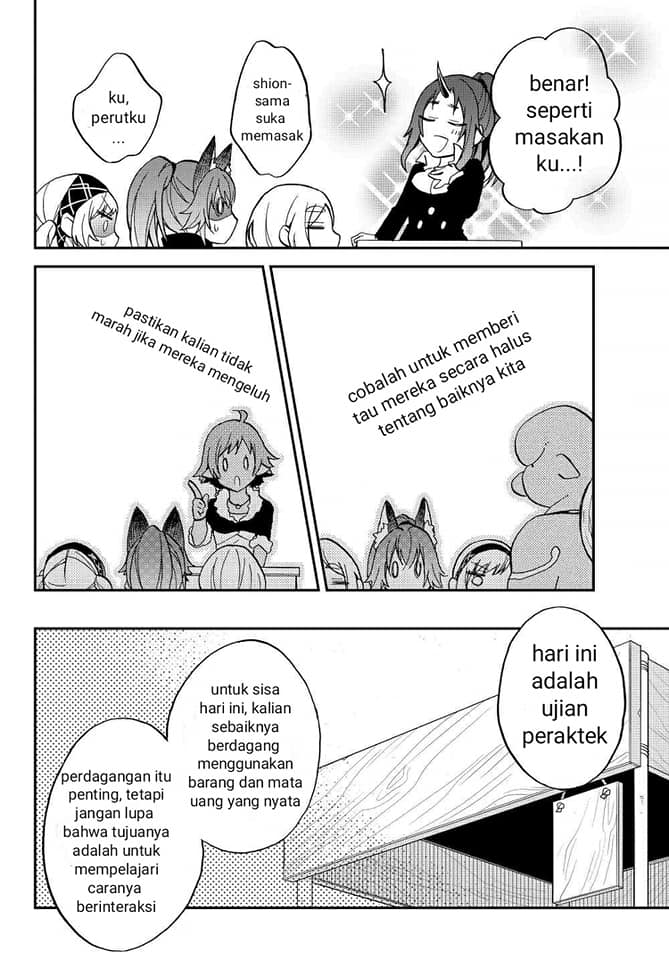 benar!
seperti
masakan
ku...!
shion-
sama
suka
memasak
ku,
perutku
...
cobalah untuk memberi
tau mereka secara halus
tentang baiknya kita
pastikan kalian tidak
marah jika mereka mengeluh
hari ini
adalah
ujian
peraktek
untuk sisa
hari ini, kalian
sebaiknya
berdagang
menggunakan
barang dan mata
uang yang nyata
perdagangan itu
penting, tetapi
jangan lupa
bahwa tujuanya
adalah untuk
mempelajari
caranya
berinteraksi